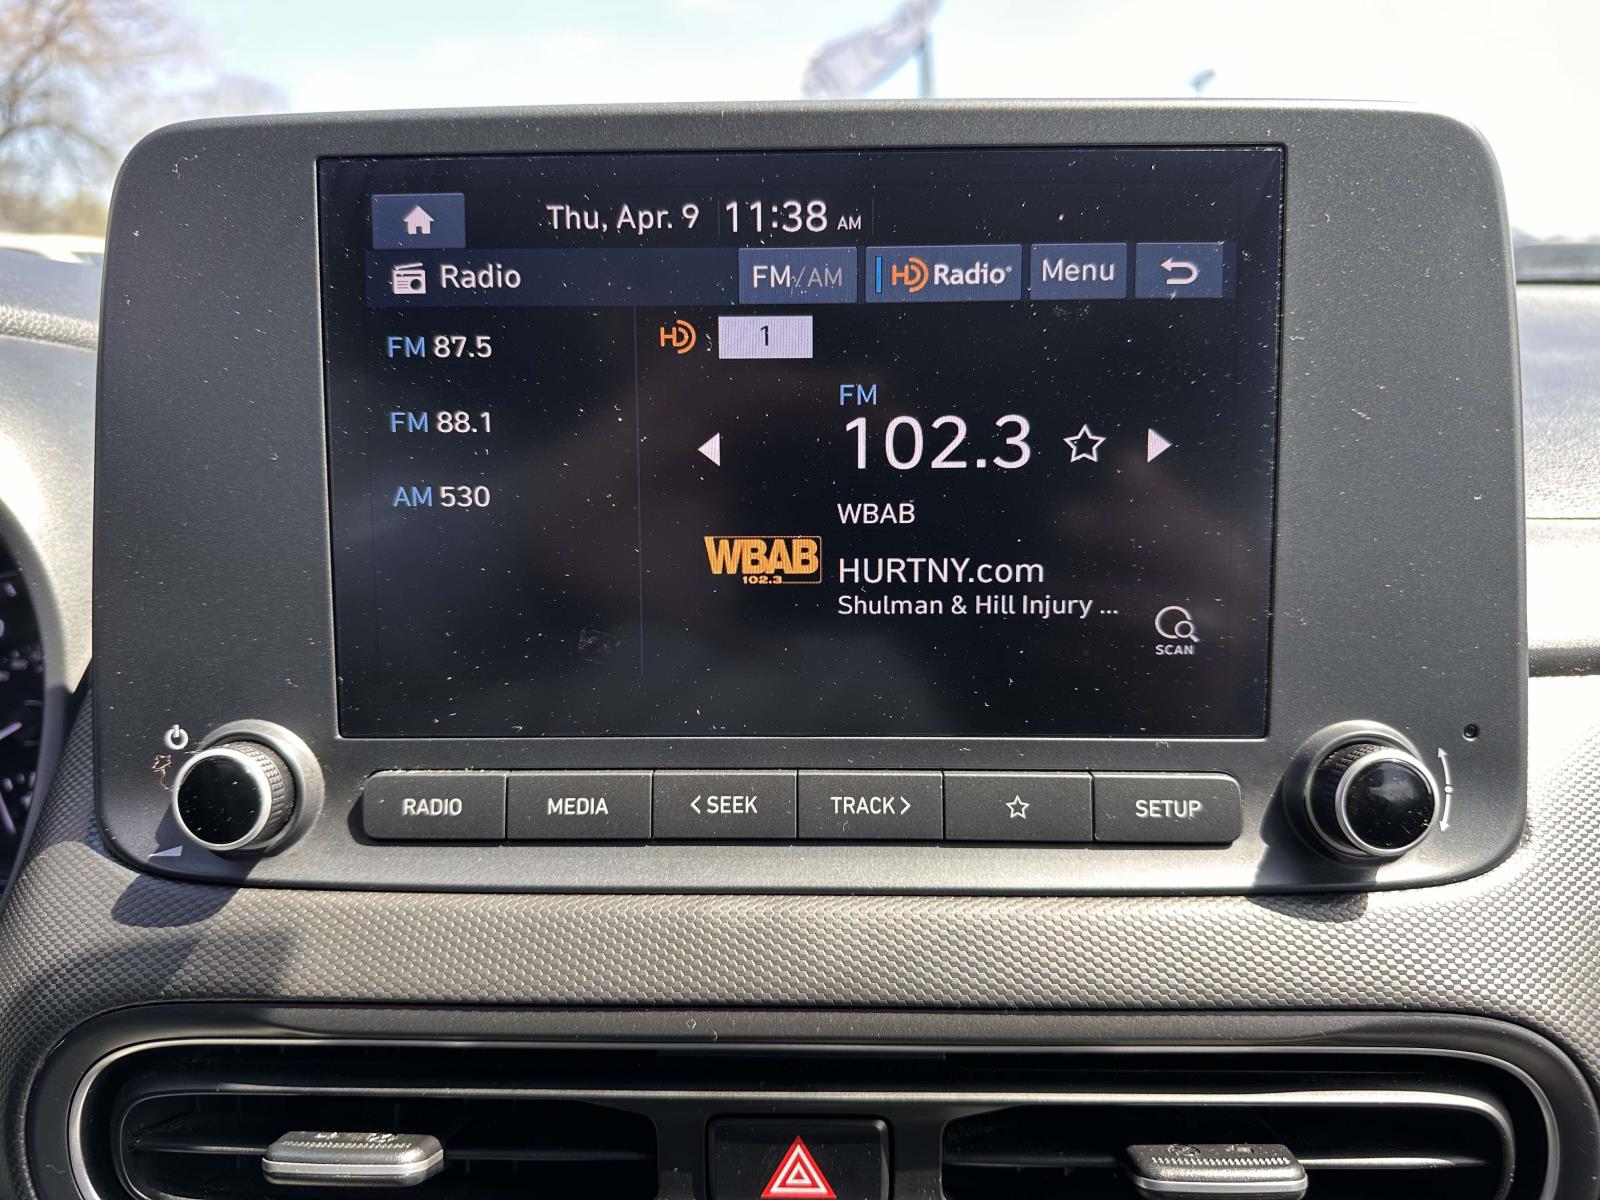 Thu, Apr. 9 11:38 AM
Radio FM/AM HD Radio® Menu
FM 87.5
FM 88.1
AM 530
HD 1
FM
102.3
WBAB
WBAB
102.3
HURTNY.com
Shulman & Hill Injury ...
SCAN
RADIO MEDIA < SEEK TRACK > SETUP